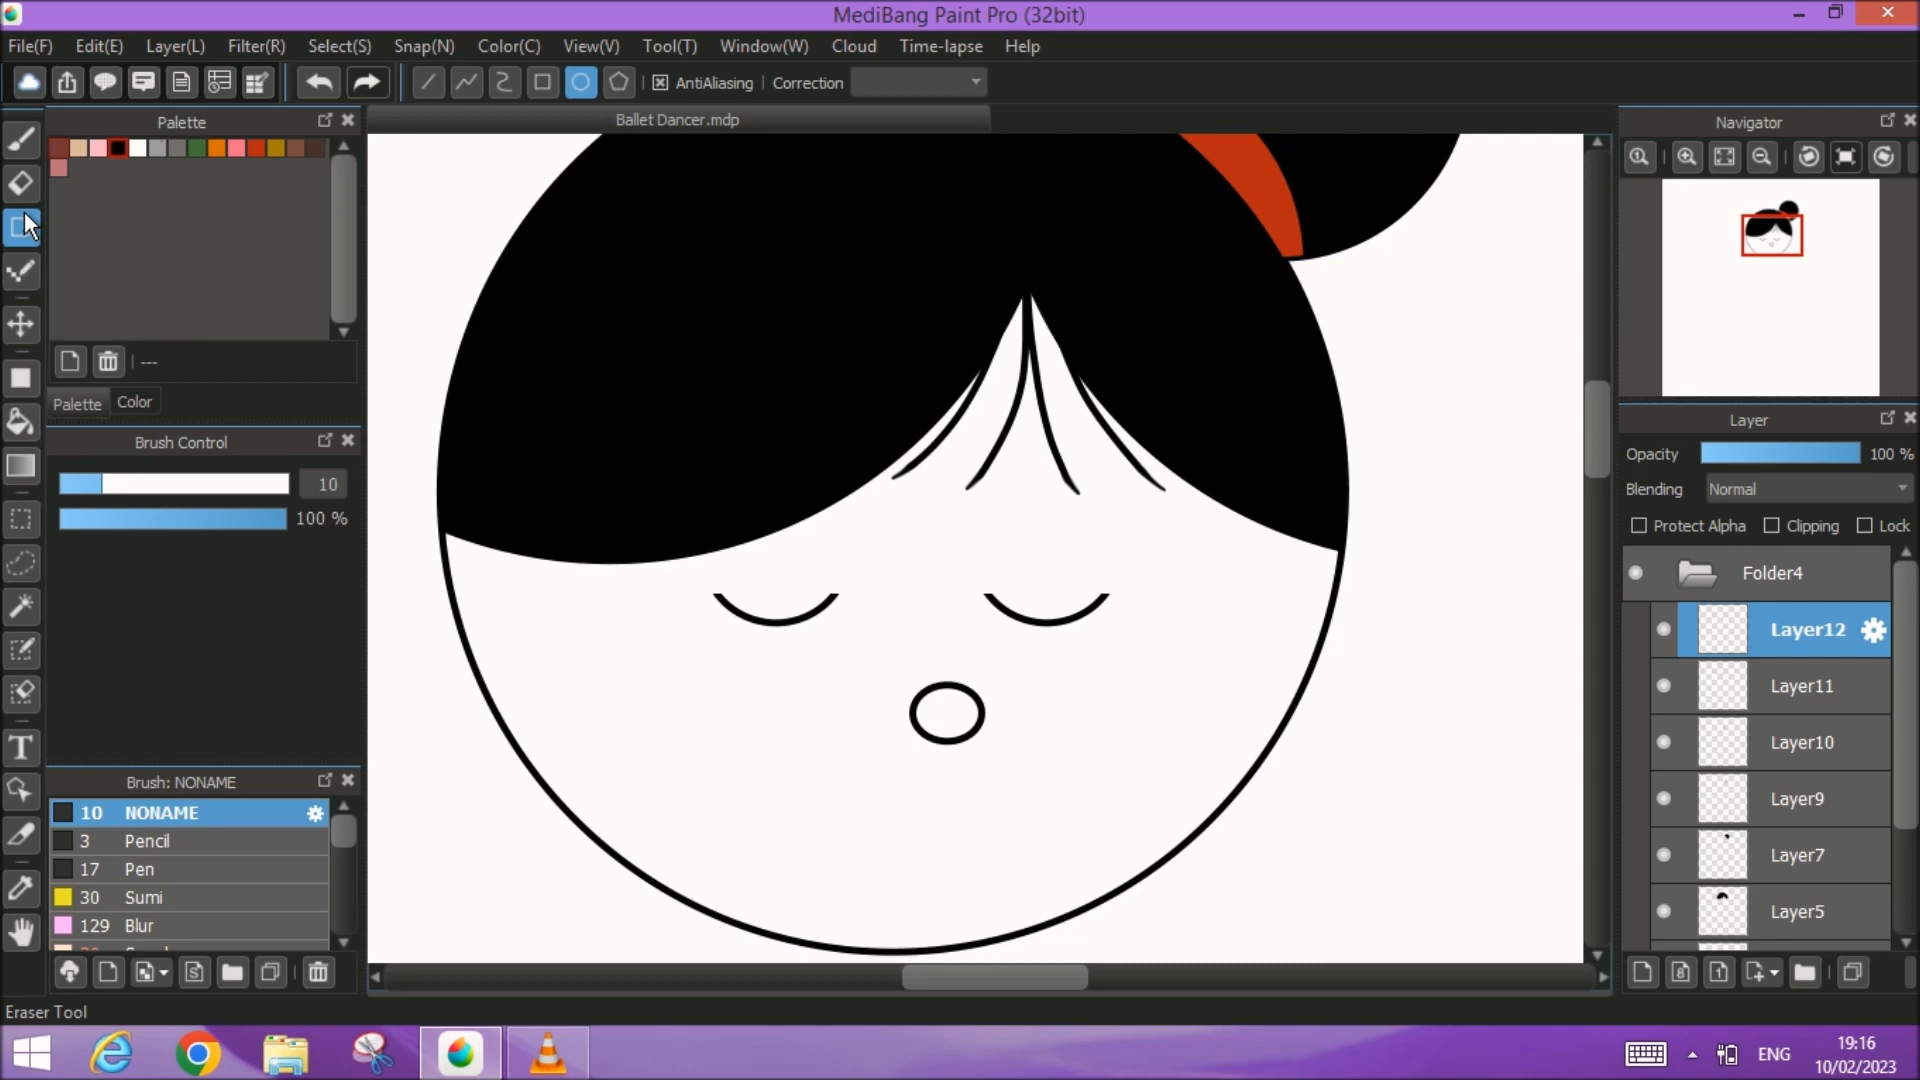 MediBang Paint Pro (32bit)
File(F) Edit(E) Layer(L) Filter(R) Select(S) Snap(N) Color(C) View(V) Tool(T) Window(W) Cloud Time-lapse Help
AntiAliasing Correction
Palette
Ballet Dancer.mdp
Navigator
---
Palette Color
Brush Control
10
100 %
Layer
Opacity 100 %
Blending Normal
Protect Alpha Clipping Lock
Folder4
Layer12
Layer11
Layer10
Layer9
Layer7
Layer5
Brush: NONAME
10 NONAME
3 Pencil
17 Pen
30 Sumi
129 Blur
T
S
8
1
Eraser Tool
ENG
19:16
10/02/2023